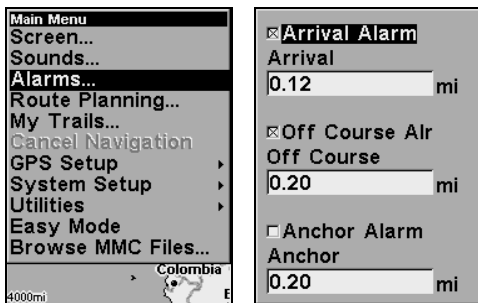 Main Menu
Screen...
Sounds...
Alarms...
Route Planning...
My Trails...
Cancel Navigation
GPS Setup
System Setup
Utilities
Easy Mode
Browse MMC Files...
Colombia
4000mi
E
Arrival Alarm
Arrival
0.12 mi
Off Course Alr
Off Course
0.20 mi
Anchor Alarm
Anchor
0.20 mi